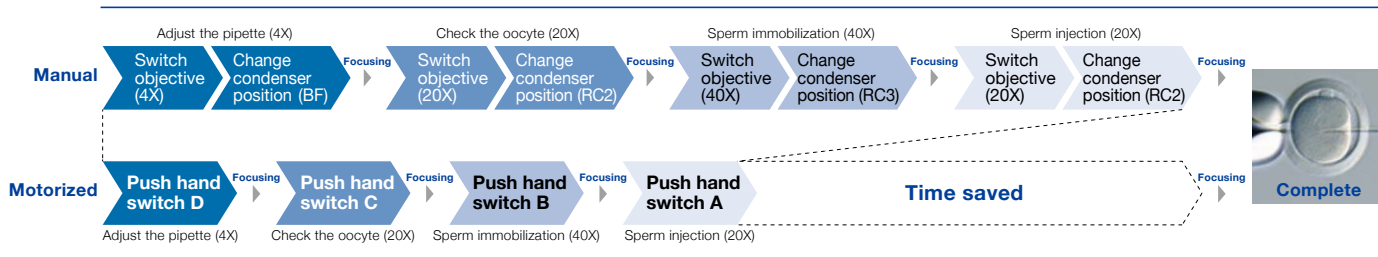 Adjust the pipette (4X)
Check the oocyte (20X)
Sperm immobilization (40X)
Sperm injection (20X)
Manual
Switch
objective
(4X)
Change
condenser
position (BF)
Focusing
Switch
objective
(20X)
Change
condenser
position (RC2)
Focusing
Switch
objective
(40X)
Change
condenser
position (RC3)
Focusing
Switch
objective
(20X)
Change
condenser
position (RC2)
Focusing
Motorized
Push hand
switch D
Focusing
Push hand
switch C
Focusing
Push hand
switch B
Focusing
Push hand
switch A
Time saved
Focusing
Complete
Adjust the pipette (4X)
Check the oocyte (20X)
Sperm immobilization (40X)
Sperm injection (20X)